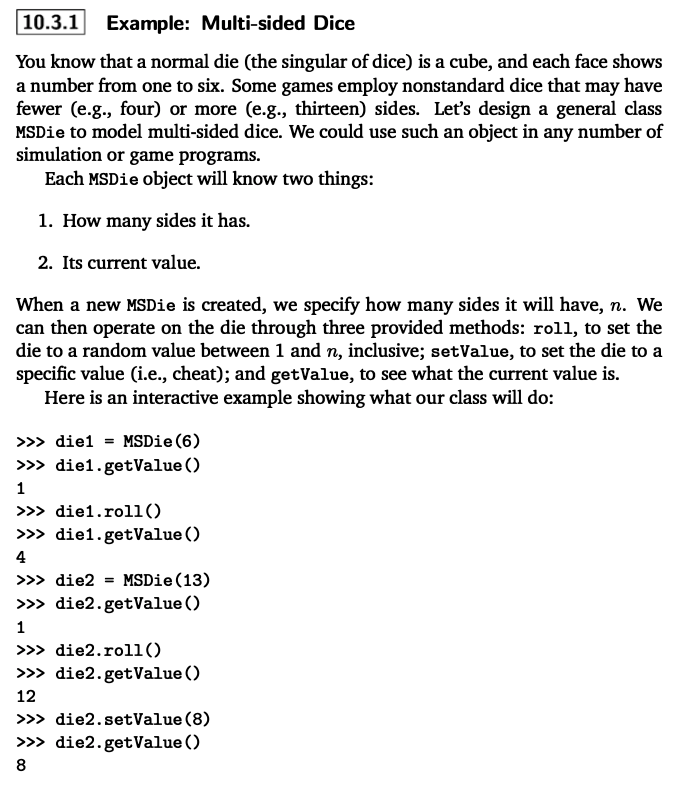 10.3.1 Example: Multi-sided Dice
You know that a normal die (the singular of dice) is a cube, and each face shows
a number from one to six. Some games employ nonstandard dice that may have
fewer (e.g., four) or more (e.g., thirteen) sides. Let's design a general class
MSDie to model multi-sided dice. We could use such an object in any number of
simulation or game programs.
Each MSDie object will know two things:
1. How many sides it has.
2. Its current value.
When a new MSDie is created, we specify how many sides it will have, n. We
can then operate on the die through three provided methods: roll, to set the
die to a random value between 1 and n, inclusive; setValue, to set the die to a
specific value (i.e., cheat); and getValue, to see what the current value is.
Here is an interactive example showing what our class will do:
>>> die1 = MSDie(6)
>>> die1.getValue()
1
>>> die1.roll()
>>> die1.getValue()
4
>>> die2 = MSDie(13)
>>> die2.getValue()
1
>>> die2.roll()
>>> die2.getValue()
12
>>> die2.setValue(8)
>>> die2.getValue()
8